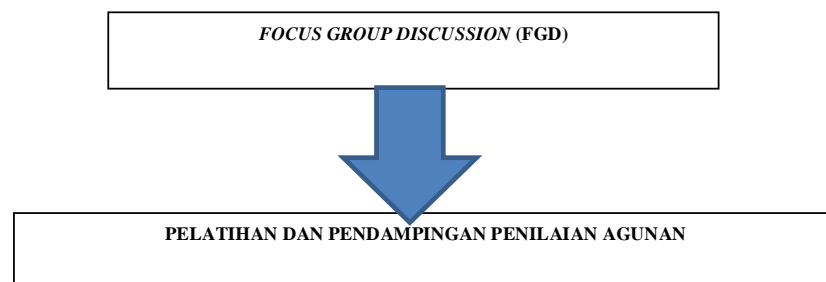 FOCUS GROUP DISCUSSION (FGD)
PELATIHAN DAN PENDAMPINGAN PENILAIAN AGUNAN